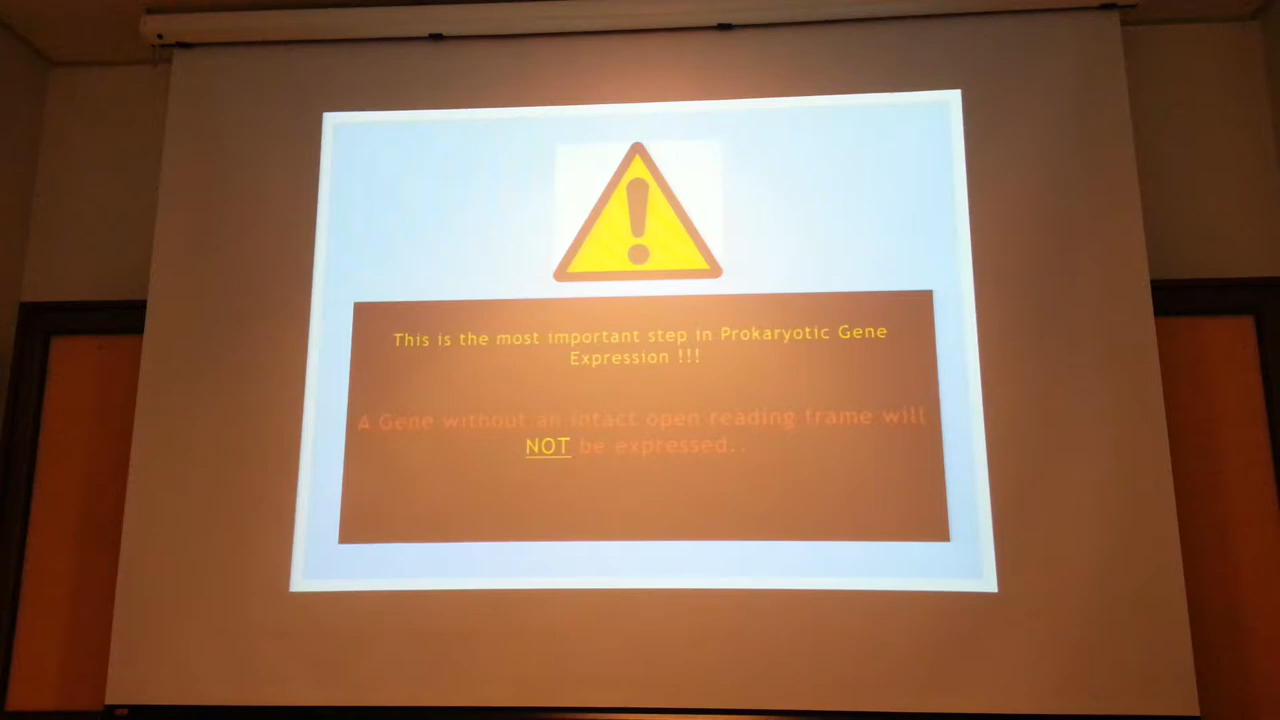 This is the most important step in Prokaryotic Gene
Expression !!!
A Gene without an intact open reading frame will
NOT be expressed..